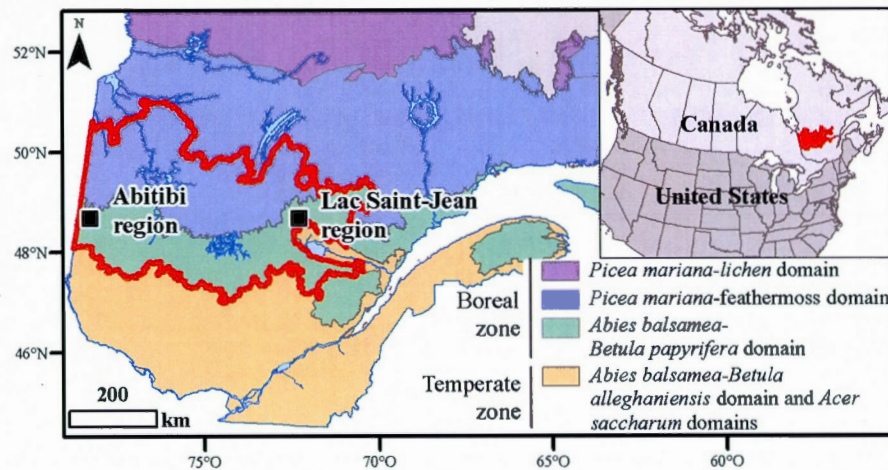 N
52°N
50°N
48°N
46°N
Abitibi
region
Lac Saint-Jean
region
Canada
United States
Picea mariana-lichen domain
Boreal
zone
Picea mariana-feathermoss domain
Abies balsamea-
Betula papyrifera domain
Temperate
zone
Abies balsamea-Betula
alleghaniensis domain and Acer
saccharum domains
200
km
75°O
70°O
65°O
60°O